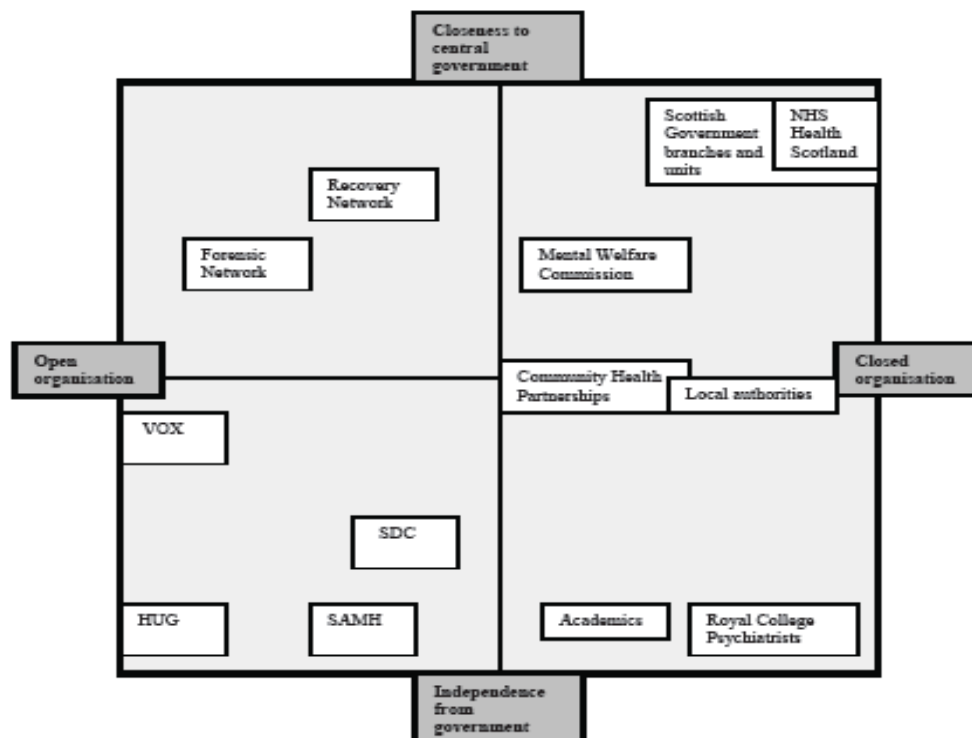 Closeness to
central
government
Scottish
Government
branches and
units
NHS
Health
Scotland
Recovery
Network
Forensic
Network
Mental Welfare
Commission
Open
organisation
Closed
organisation
Community Health
Partnerships
Local authorities
VOX
SDC
HUG
SAMH
Academics
Royal College
Psychiatrists
Independence
from
government